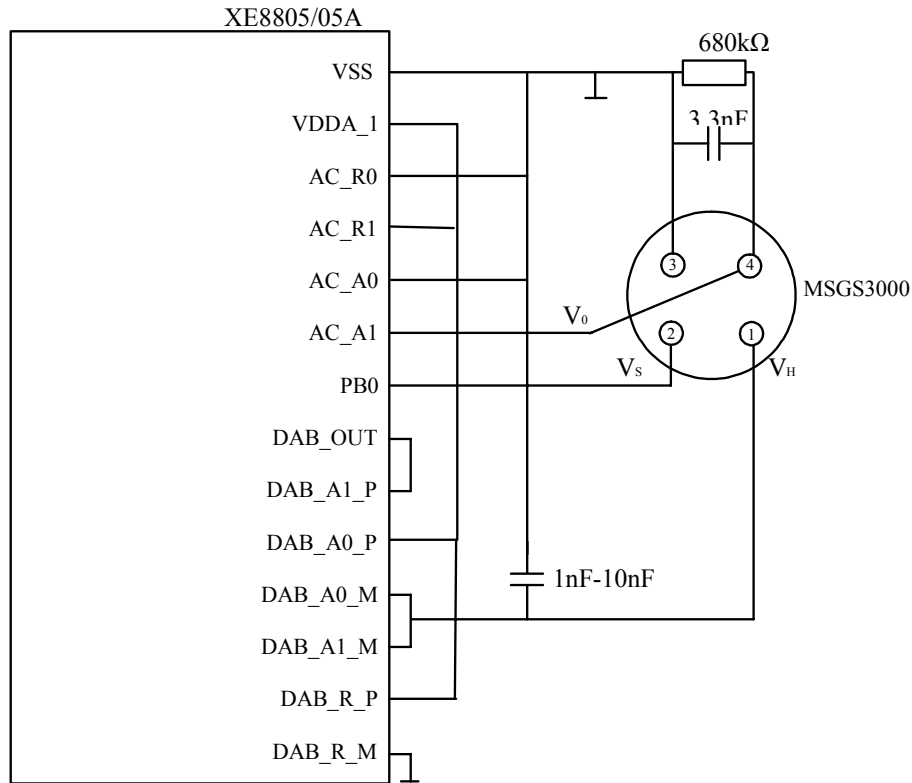 XE8805/05A
680kΩ
VSS
VDDA_1
3.3nF
AC_R0
AC_R1
3
4
AC_A0
MSGS3000
V0
AC_A1
2
1
VS
VH
PB0
DAB_OUT
DAB_A1_P
DAB_A0_P
1nF-10nF
DAB_A0_M
DAB_A1_M
DAB_R_P
DAB_R_M